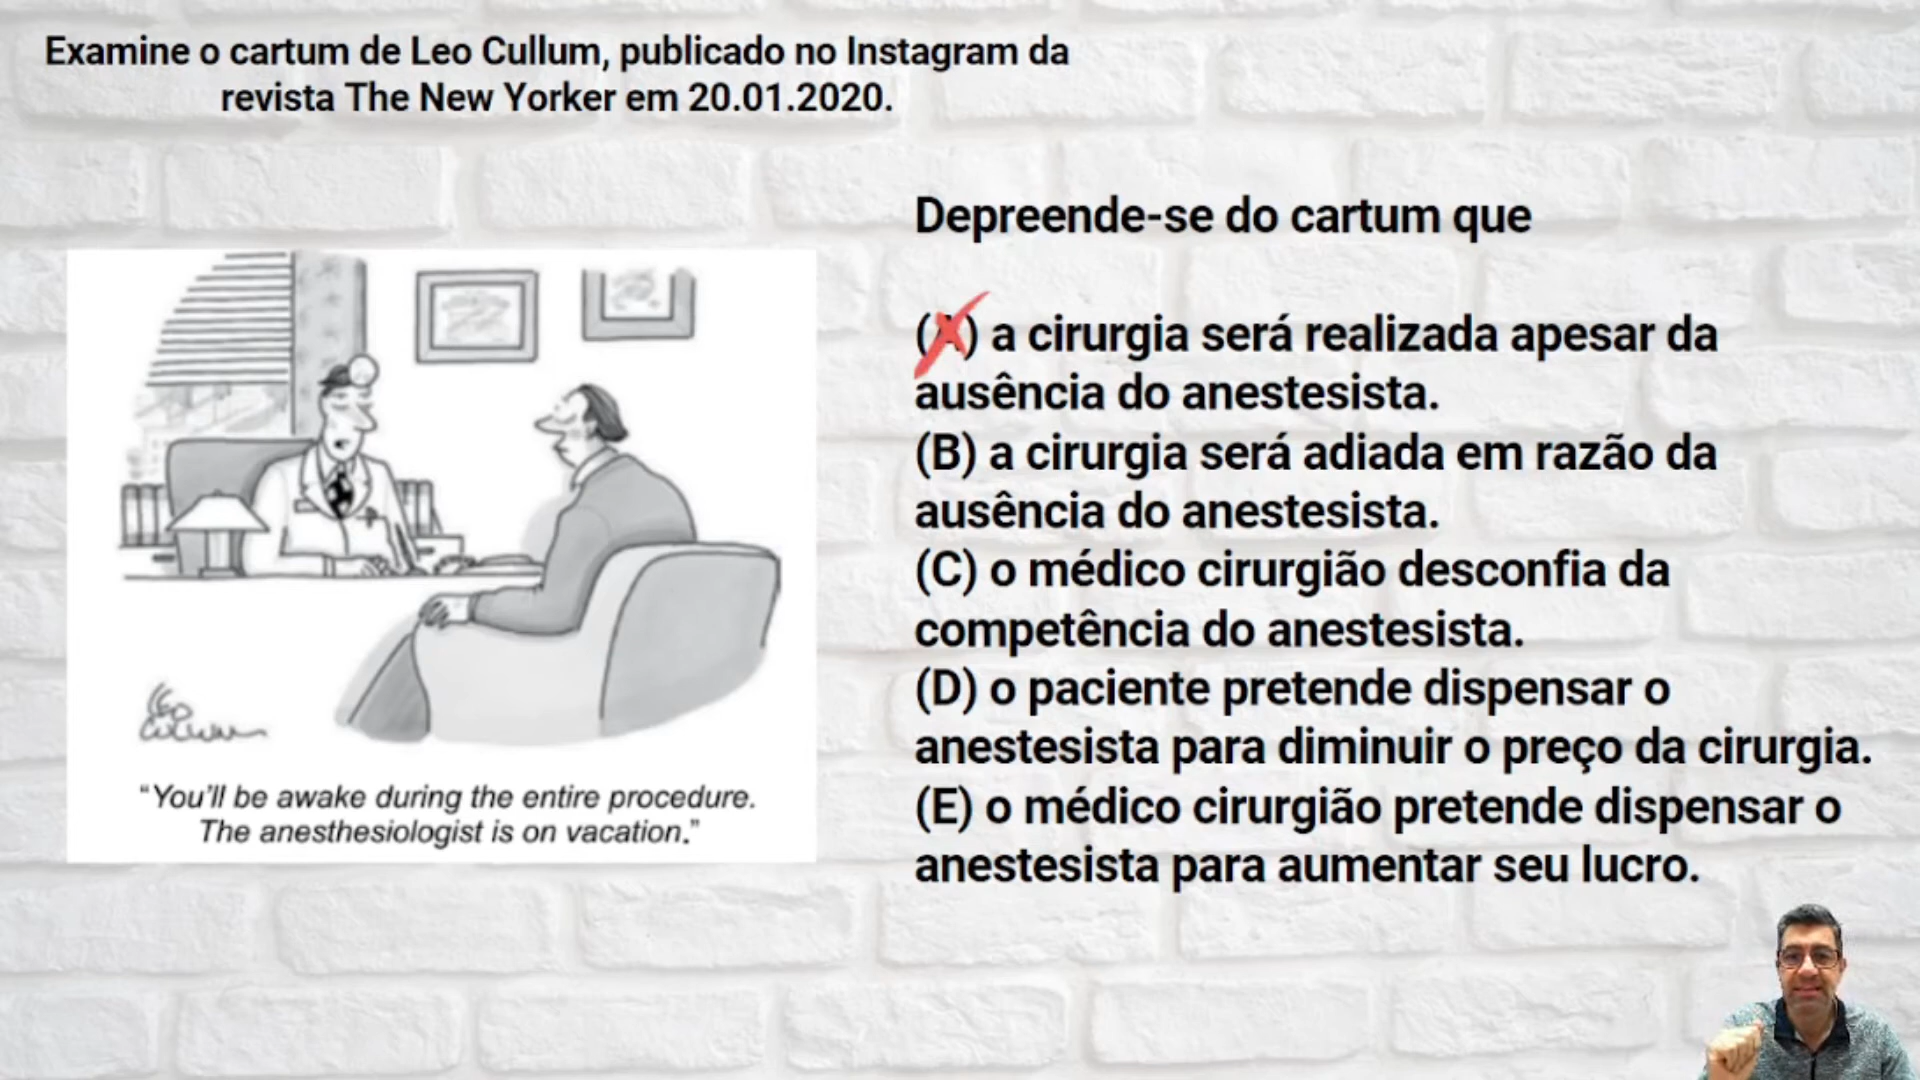 Examine o cartum de Leo Cullum, publicado no Instagram da
revista The New Yorker em 20.01.2020.
Leo
Cullum
“You’ll be awake during the entire procedure.
The anesthesiologist is on vacation.”
Depreende-se do cartum que
(A) a cirurgia será realizada apesar da
ausência do anestesista.
(B) a cirurgia será adiada em razão da
ausência do anestesista.
(C) o médico cirurgião desconfia da
competência do anestesista.
(D) o paciente pretende dispensar o
anestesista para diminuir o preço da cirurgia.
(E) o médico cirurgião pretende dispensar o
anestesista para aumentar seu lucro.